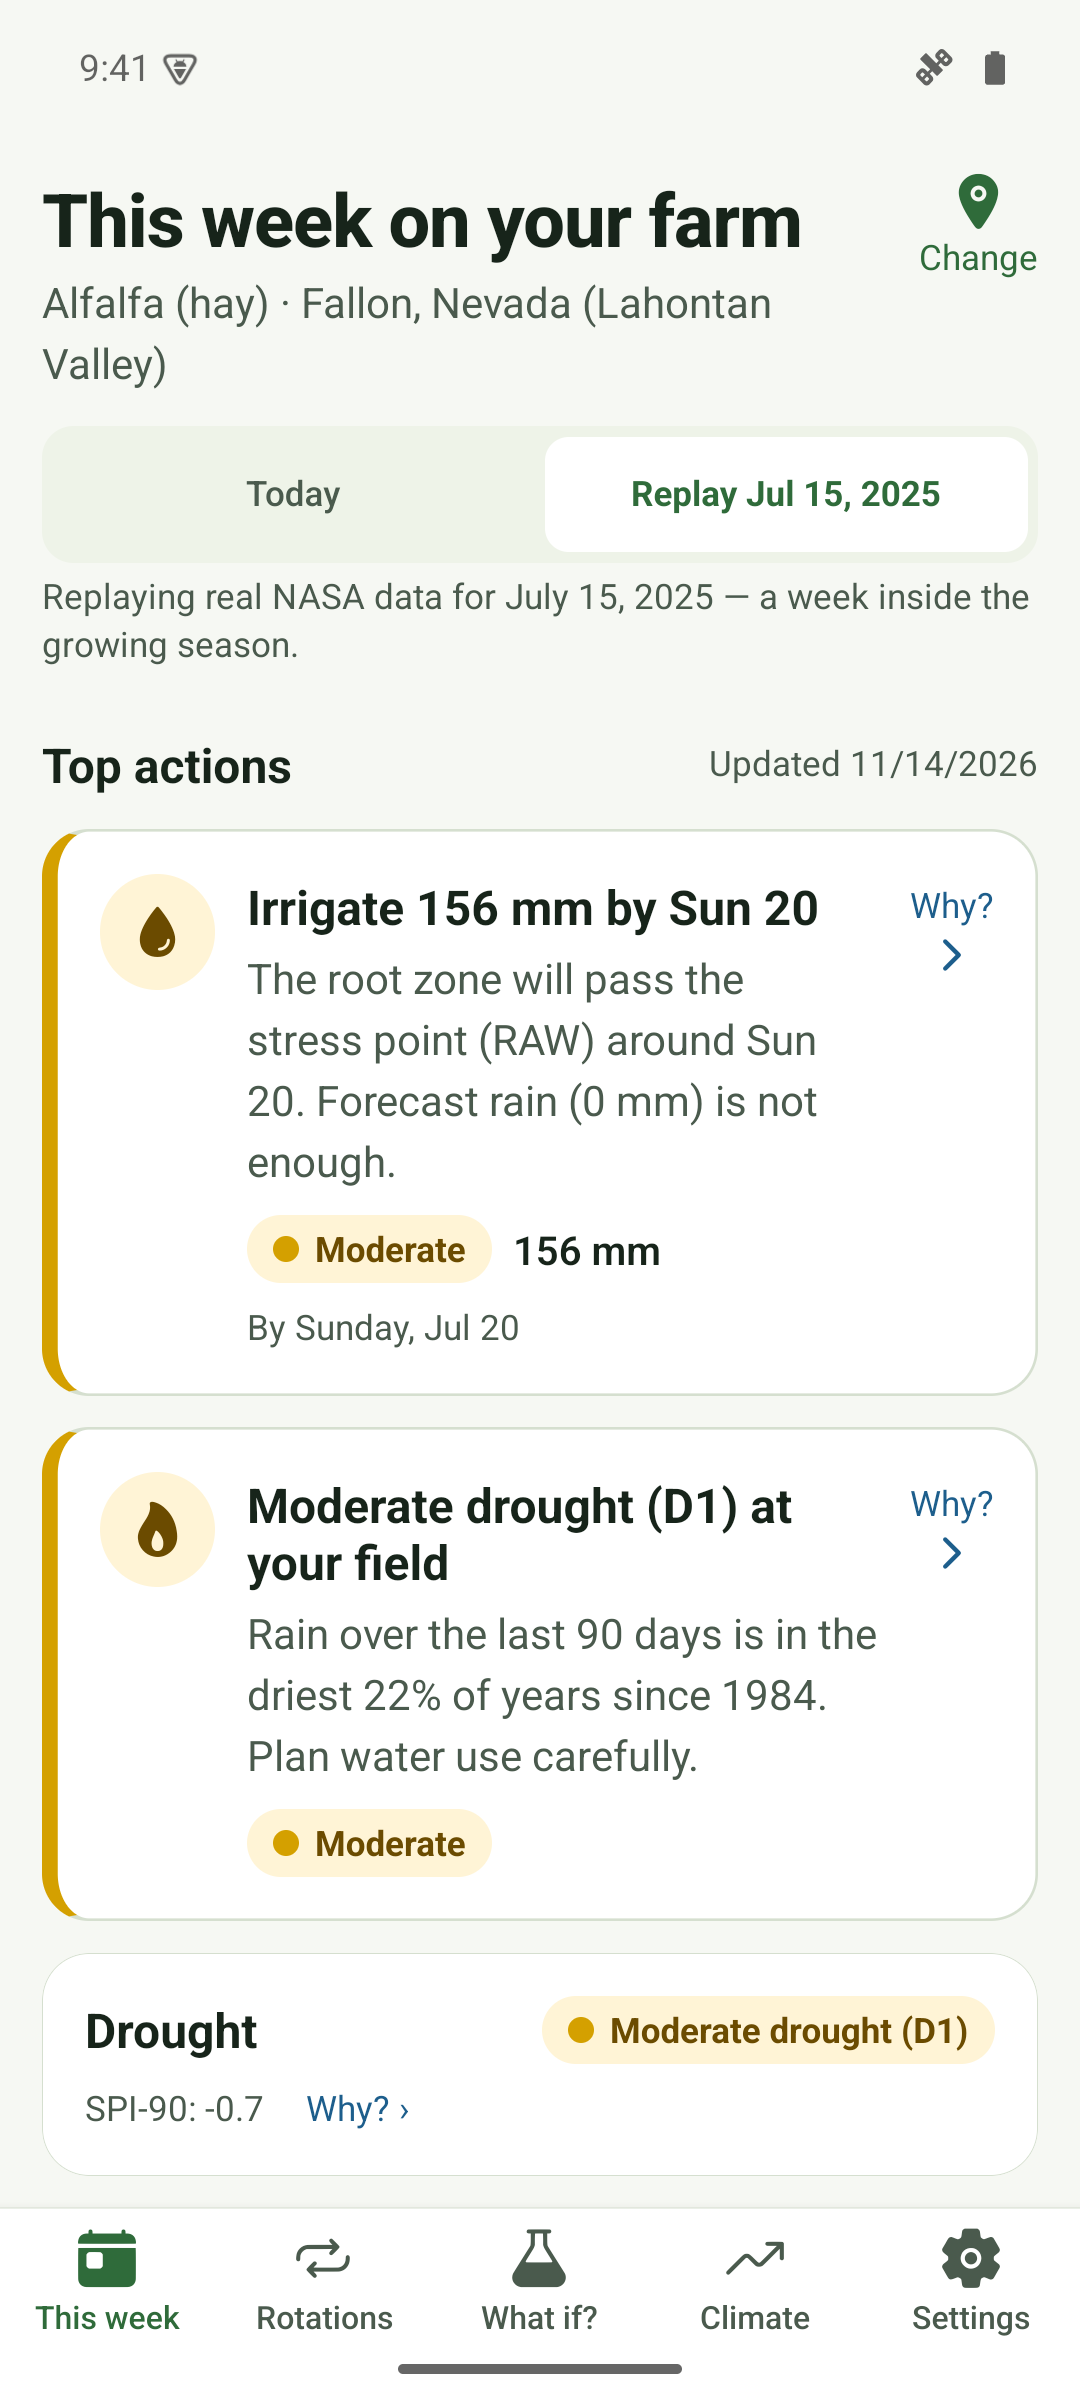 9:41
This week on your farm
Change
Alfalfa (hay) · Fallon, Nevada (Lahontan
Valley)
Today
Replay Jul 15, 2025
Replaying real NASA data for July 15, 2025 — a week inside the
growing season.
Top actions
Updated 11/14/2026
Irrigate 156 mm by Sun 20
Why?
The root zone will pass the
stress point (RAW) around Sun
20. Forecast rain (0 mm) is not
enough.
Moderate
156 mm
By Sunday, Jul 20
Moderate drought (D1) at
your field
Why?
Rain over the last 90 days is in the
driest 22% of years since 1984.
Plan water use carefully.
Moderate
Drought
Moderate drought (D1)
SPI-90: -0.7
Why? ›
This week
Rotations
What if?
Climate
Settings